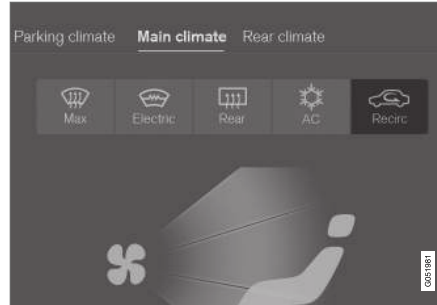 Parking climate Main climate Rear climate
Max Electric Rear AC Recirc
G051981